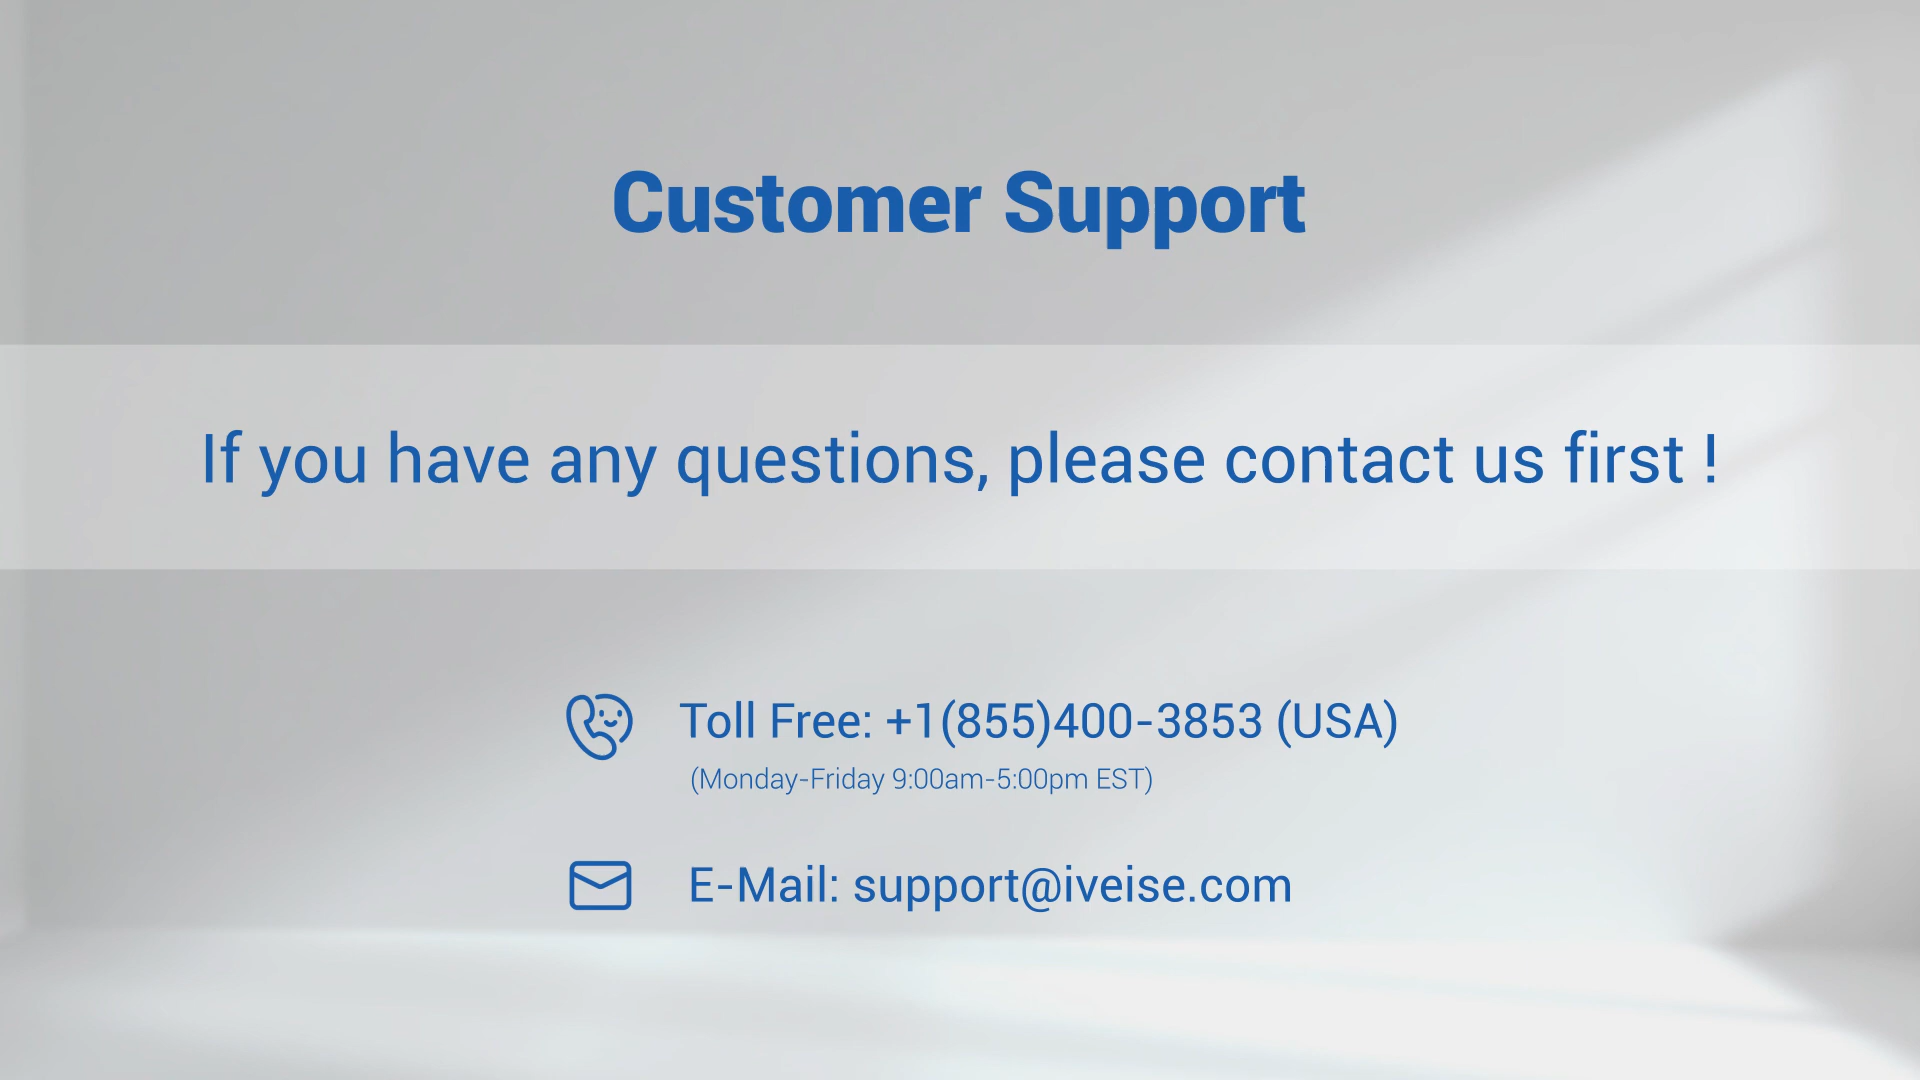 Customer Support
If you have any questions, please contact us first !
Toll Free: +1(855)400-3853 (USA)
(Monday-Friday 9:00am-5:00pm EST)
E-Mail: support@iveise.com